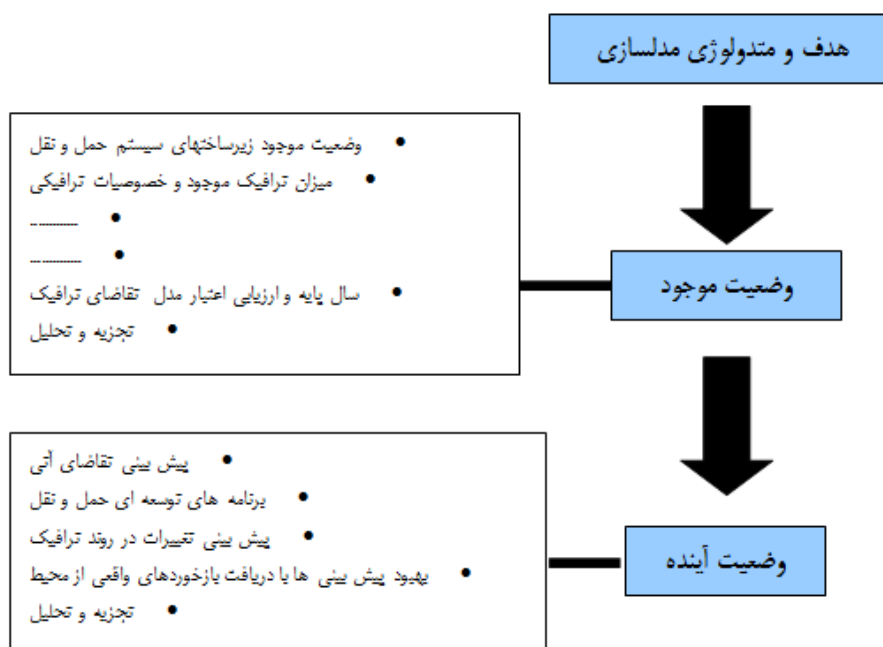 هدف و متدولوژی مدلسازی
• وضعیت موجود زیرساختهای سیستم حمل و نقل
• میزان ترافیک موجود و خصوصیات ترافیکی
• ............
• .............
• سال پایه و ارزیابی اعتبار مدل تقاضای ترافیک
• تجزیه و تحلیل
وضعیت موجود
• پیش بینی تقاضای آتی
• برنامه های توسعه ای حمل و نقل
• پیش بینی تغییرات در روند ترافیک
• بهبود پیش بینی ها با دریافت بازخوردهای واقعی از محیط
• تجزیه و تحلیل
وضعیت آینده